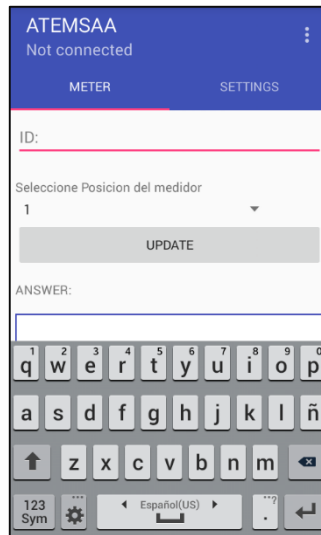 ATEMSAA
Not connected
METER SETTINGS
ID:
Seleccione Posicion del medidor
1
UPDATE
ANSWER:
1 2 3 4 5 6 7 8 9 0
q w e r t y u i o p
a s d f g h j k l ñ
z x c v b n m
123 Español(US) ,,?
Sym .